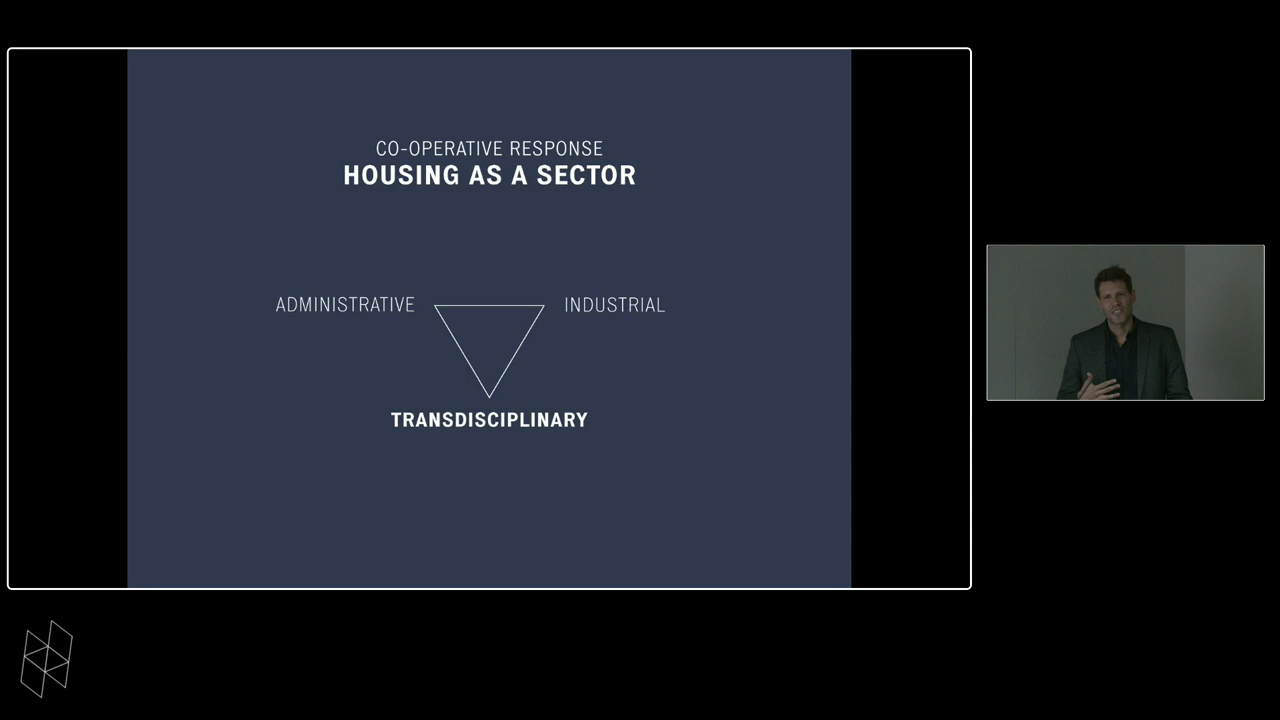 CO-OPERATIVE RESPONSE
HOUSING AS A SECTOR
ADMINISTRATIVE
INDUSTRIAL
TRANSDISCIPLINARY